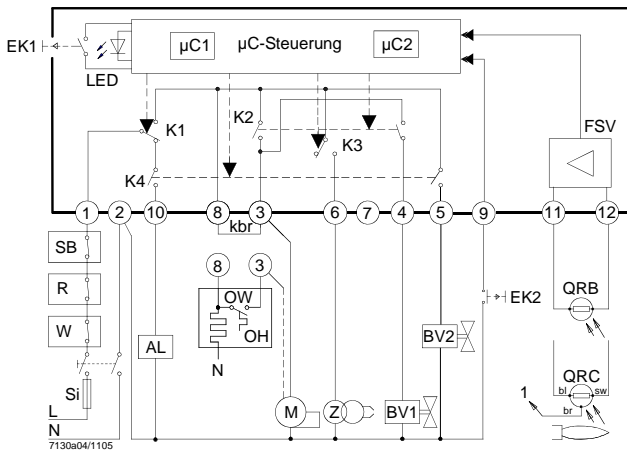 EK1
LED
µC1
µC-Steuerung
µC2
K1
K2
K3
K4
FSV
1
2
10
8
kbr
3
6
7
4
5
9
11
12
SB
R
W
Si
L
N
7130a04/1105
AL
8
3
OW
OH
N
M
Z
BV1
BV2
EK2
QRB
QRC
bl
sw
br
1